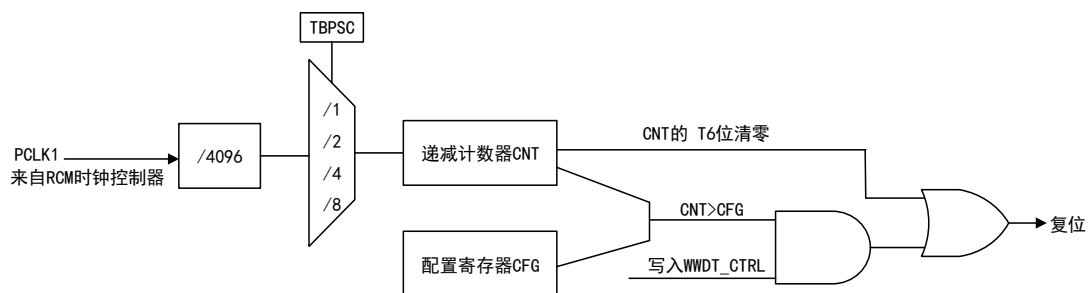 TBPSC
/1
/2
/4
/8
PCLK1
来自RCM时钟控制器
/4096
递减计数器CNT
CNT的 T6位清零
CNT>CFG
配置寄存器CFG
写入WWDT_CTRL
复位